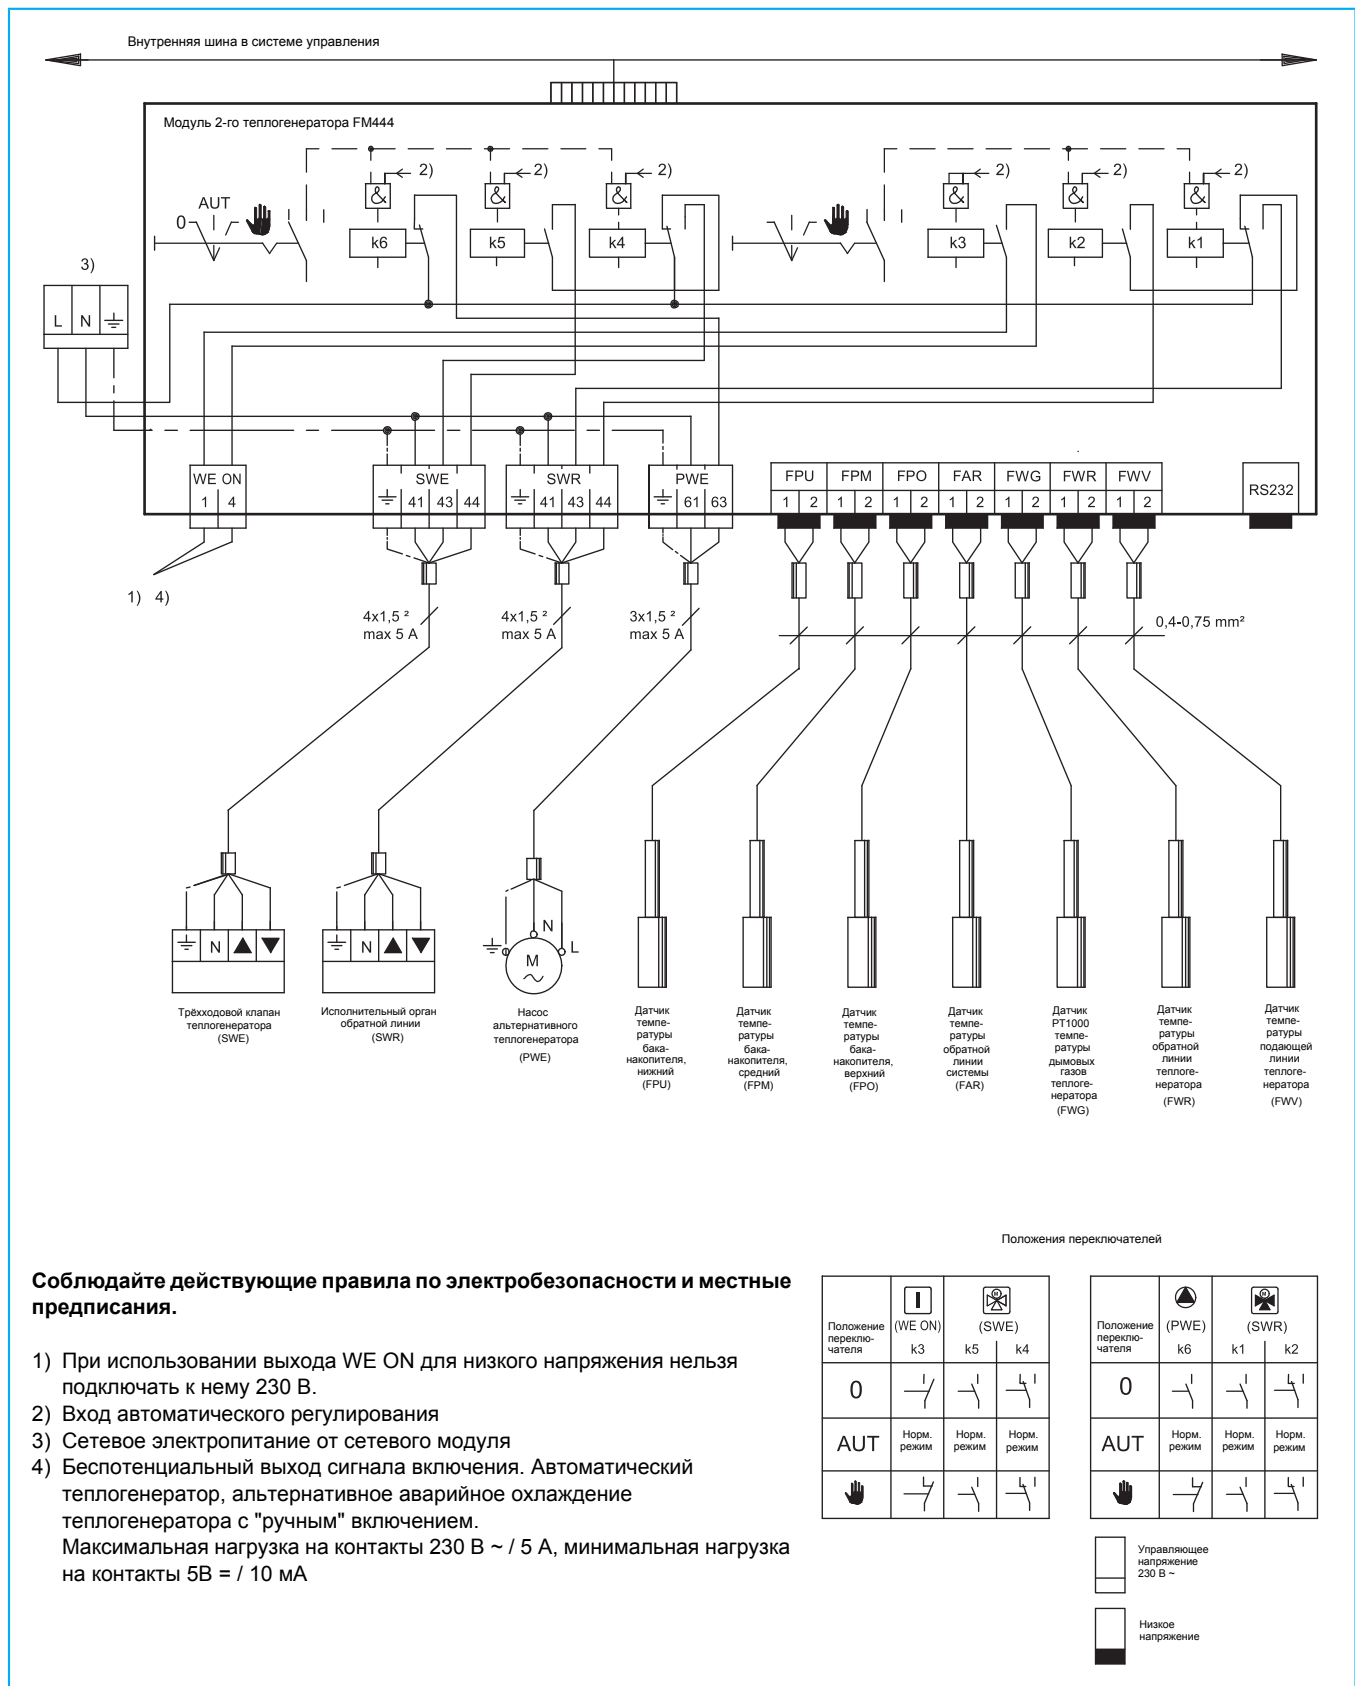 Внутренняя шина в системе управления
Модуль 2-го теплогенератора FM444
2) 2) 2) 2) 2) 2)
& & & & & &
AUT
0
k6 k5 k4 k3 k2 k1
3)
L N
WE ON SWE SWR PWE
1 4 41 43 44 41 43 44 61 63
FPU FPM FPO FAR FWG FWR FWV
1 2 1 2 1 2 1 2 1 2 1 2 1 2
RS232
1) 4)
4x1,5 ² 4x1,5 ² 3x1,5 ²
max 5 A max 5 A max 5 A
0,4-0,75 mm²
N N N
L
M
Трёхходовой клапан
теплогенератора
(SWE)
Исполнительный орган
обратной линии
(SWR)
Насос
альтернативного
теплогенератора
(PWE)
Датчик
темпе-
ратуры
бака-
накопителя,
нижний
(FPU)
Датчик
темпе-
ратуры
бака-
накопителя,
средний
(FPM)
Датчик
темпе-
ратуры
бака-
накопителя,
верхний
(FPO)
Датчик
темпе-
ратуры
обратной
линии
системы
(FAR)
Датчик
PT1000
темпе-
ратуры
дымовых
газов
теплоге-
нератора
(FWG)
Датчик
темпе-
ратуры
обратной
линии
теплоге-
нератора
(FWR)
Датчик
темпе-
ратуры
подающей
линии
теплоге-
нератора
(FWV)
Соблюдайте действующие правила по электробезопасности и местные
предписания.
1) При использовании выхода WE ON для низкого напряжения нельзя
подключать к нему 230 В.
2) Вход автоматического регулирования
3) Сетевое электропитание от сетевого модуля
4) Беспотенциальный выход сигнала включения. Автоматический
теплогенератор, альтернативное аварийное охлаждение
теплогенератора с "ручным" включением.
Максимальная нагрузка на контакты 230 В ~ / 5 А, минимальная нагрузка
на контакты 5В = / 10 мА
Положения переключателей
Положение
переклю-
чателя
(WE ON) (SWE)
k3 k5 k4
0
AUT
Норм.
режим
Норм.
режим
Норм.
режим
Положение
переклю-
чателя
M
(PWE) (SWR)
k6 k1 k2
0
AUT
Норм.
режим
Норм.
режим
Норм.
режим
Управляющее
напряжение
230 В ~
Низкое
напряжение